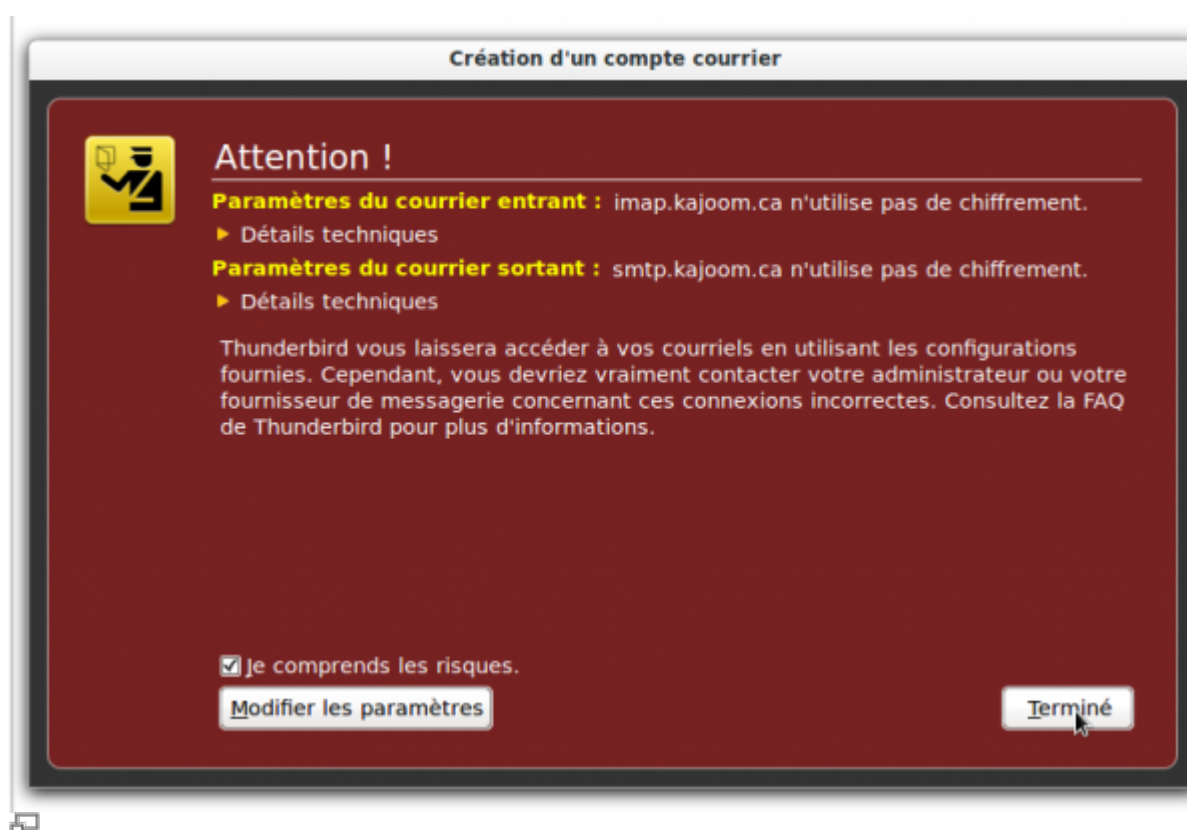 Création d'un compte courrier
Attention !
Paramètres du courrier entrant : imap.kajoom.ca n'utilise pas de chiffrement.
Détails techniques
Paramètres du courrier sortant : smtp.kajoom.ca n'utilise pas de chiffrement.
Détails techniques
Thunderbird vous laissera accéder à vos courriels en utilisant les configurations
fournies. Cependant, vous devriez vraiment contacter votre administrateur ou votre
fournisseur de messagerie concernant ces connexions incorrectes. Consultez la FAQ
de Thunderbird pour plus d'informations.
Je comprends les risques.
Modifier les paramètres
Terminé